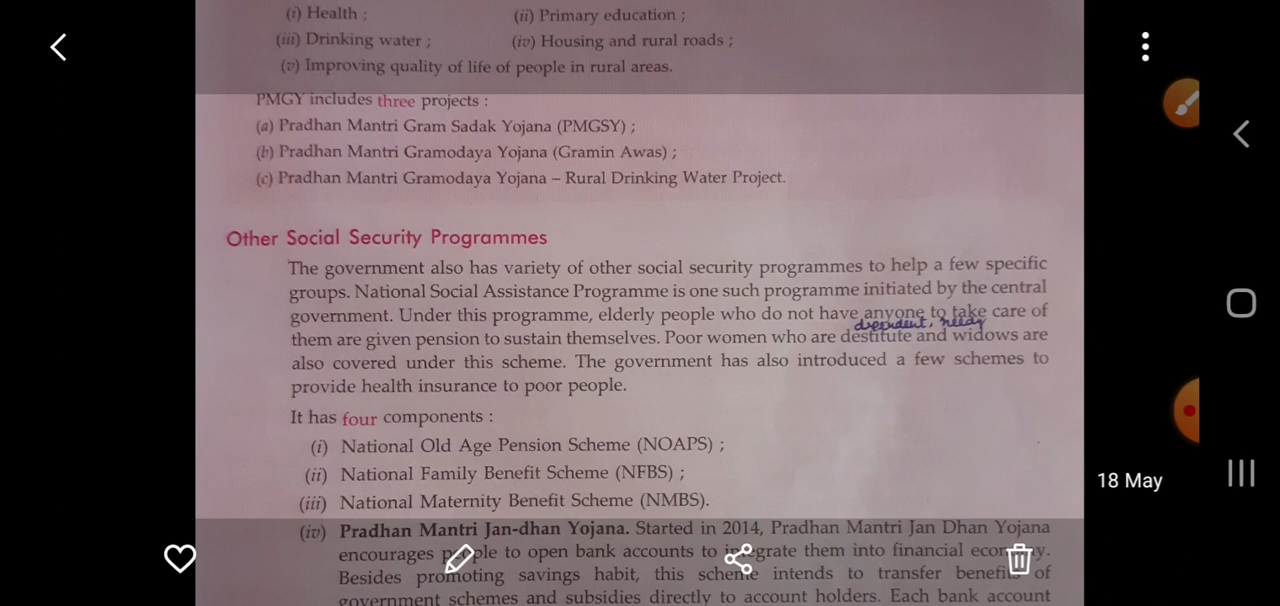 (i) Health ; (ii) Primary education ;
(iii) Drinking water ; (iv) Housing and rural roads ;
(v) Improving quality of life of people in rural areas.
PMGY includes three projects :
(a) Pradhan Mantri Gram Sadak Yojana (PMGSY) ;
(b) Pradhan Mantri Gramodaya Yojana (Gramin Awas) ;
(c) Pradhan Mantri Gramodaya Yojana – Rural Drinking Water Project.
Other Social Security Programmes
The government also has variety of other social security programmes to help a few specific
groups. National Social Assistance Programme is one such programme initiated by the central
government. Under this programme, elderly people who do not have anyone to take care of
dependent, needy
them are given pension to sustain themselves. Poor women who are destitute and widows are
also covered under this scheme. The government has also introduced a few schemes to
provide health insurance to poor people.
It has four components :
(i) National Old Age Pension Scheme (NOAPS) ;
(ii) National Family Benefit Scheme (NFBS) ;
(iii) National Maternity Benefit Scheme (NMBS).
18 May
(iv) Pradhan Mantri Jan-dhan Yojana. Started in 2014, Pradhan Mantri Jan Dhan Yojana
encourages people to open bank accounts to integrate them into financial economy.
Besides promoting savings habit, this scheme intends to transfer benefits of
government schemes and subsidies directly to account holders. Each bank account